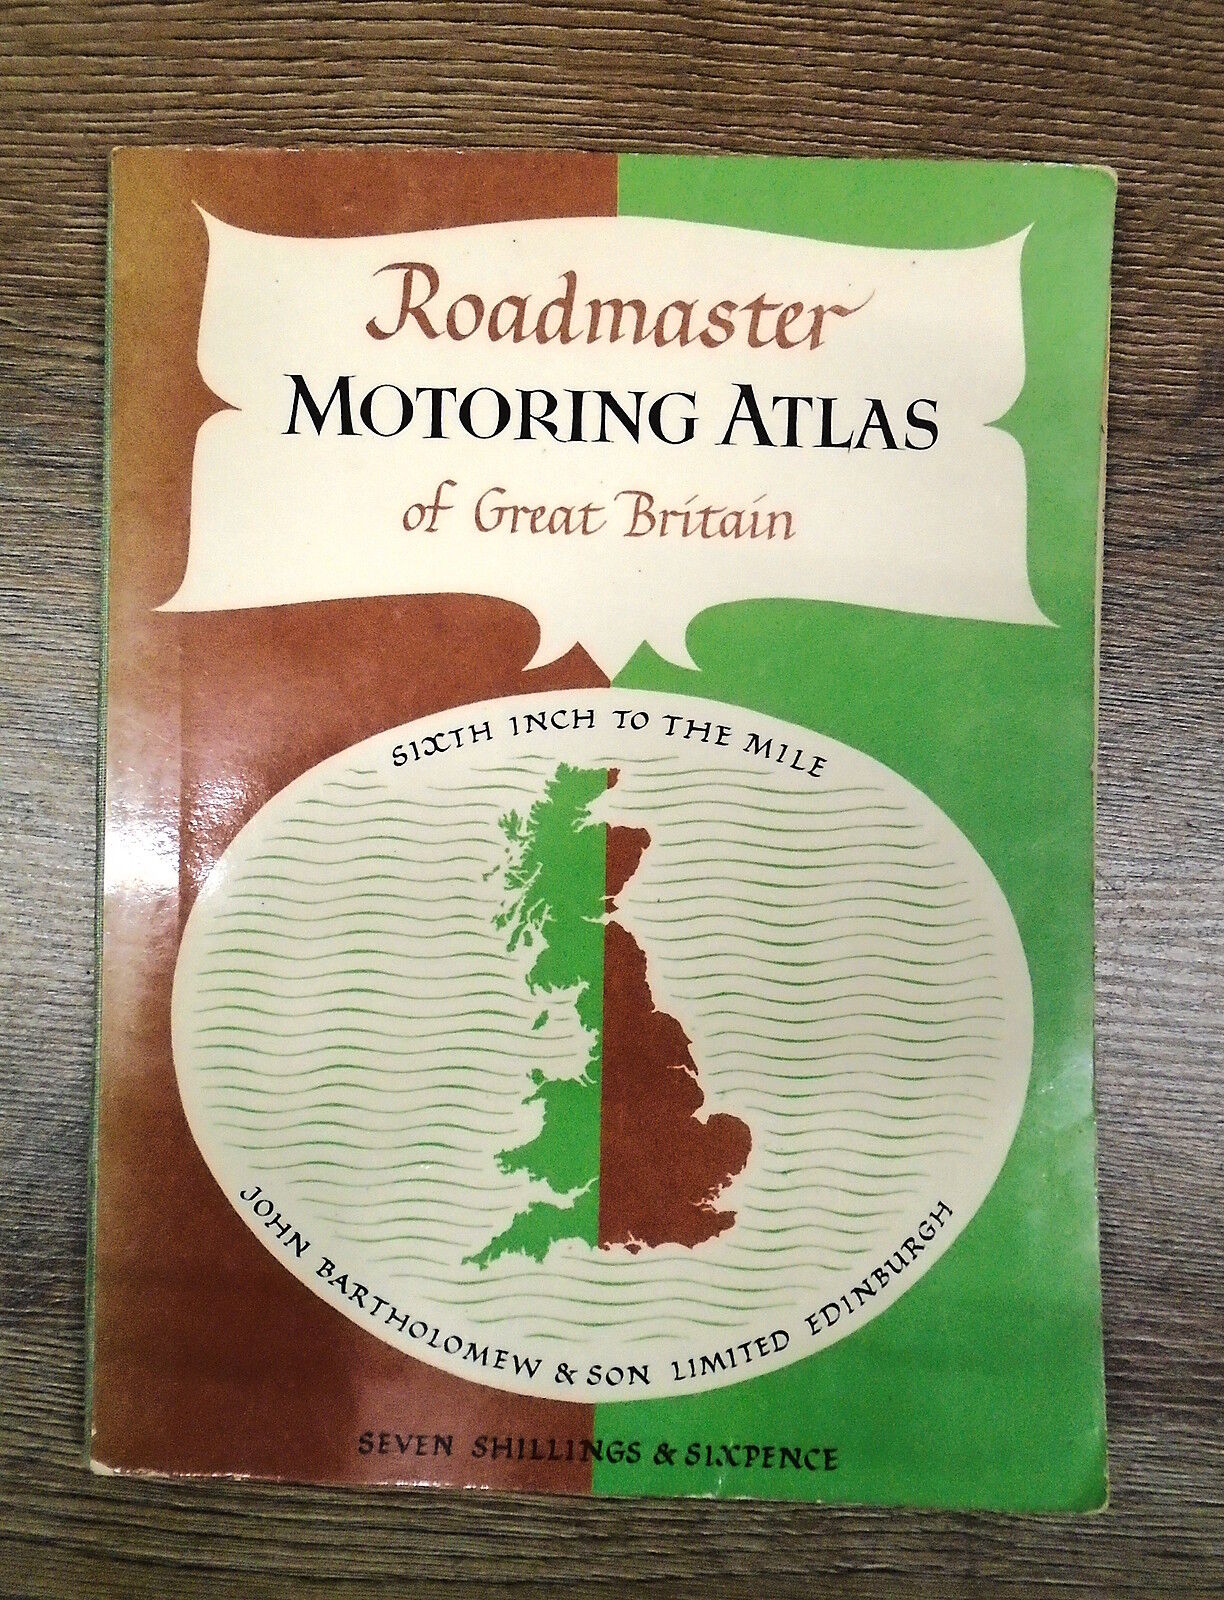 Roadmaster
MOTORING ATLAS
of Great Britain
SIXTH INCH TO THE MILE
JOHN BARTHOLOMEW & SON LIMITED EDINBURGH
SEVEN SHILLINGS & SIXPENCE